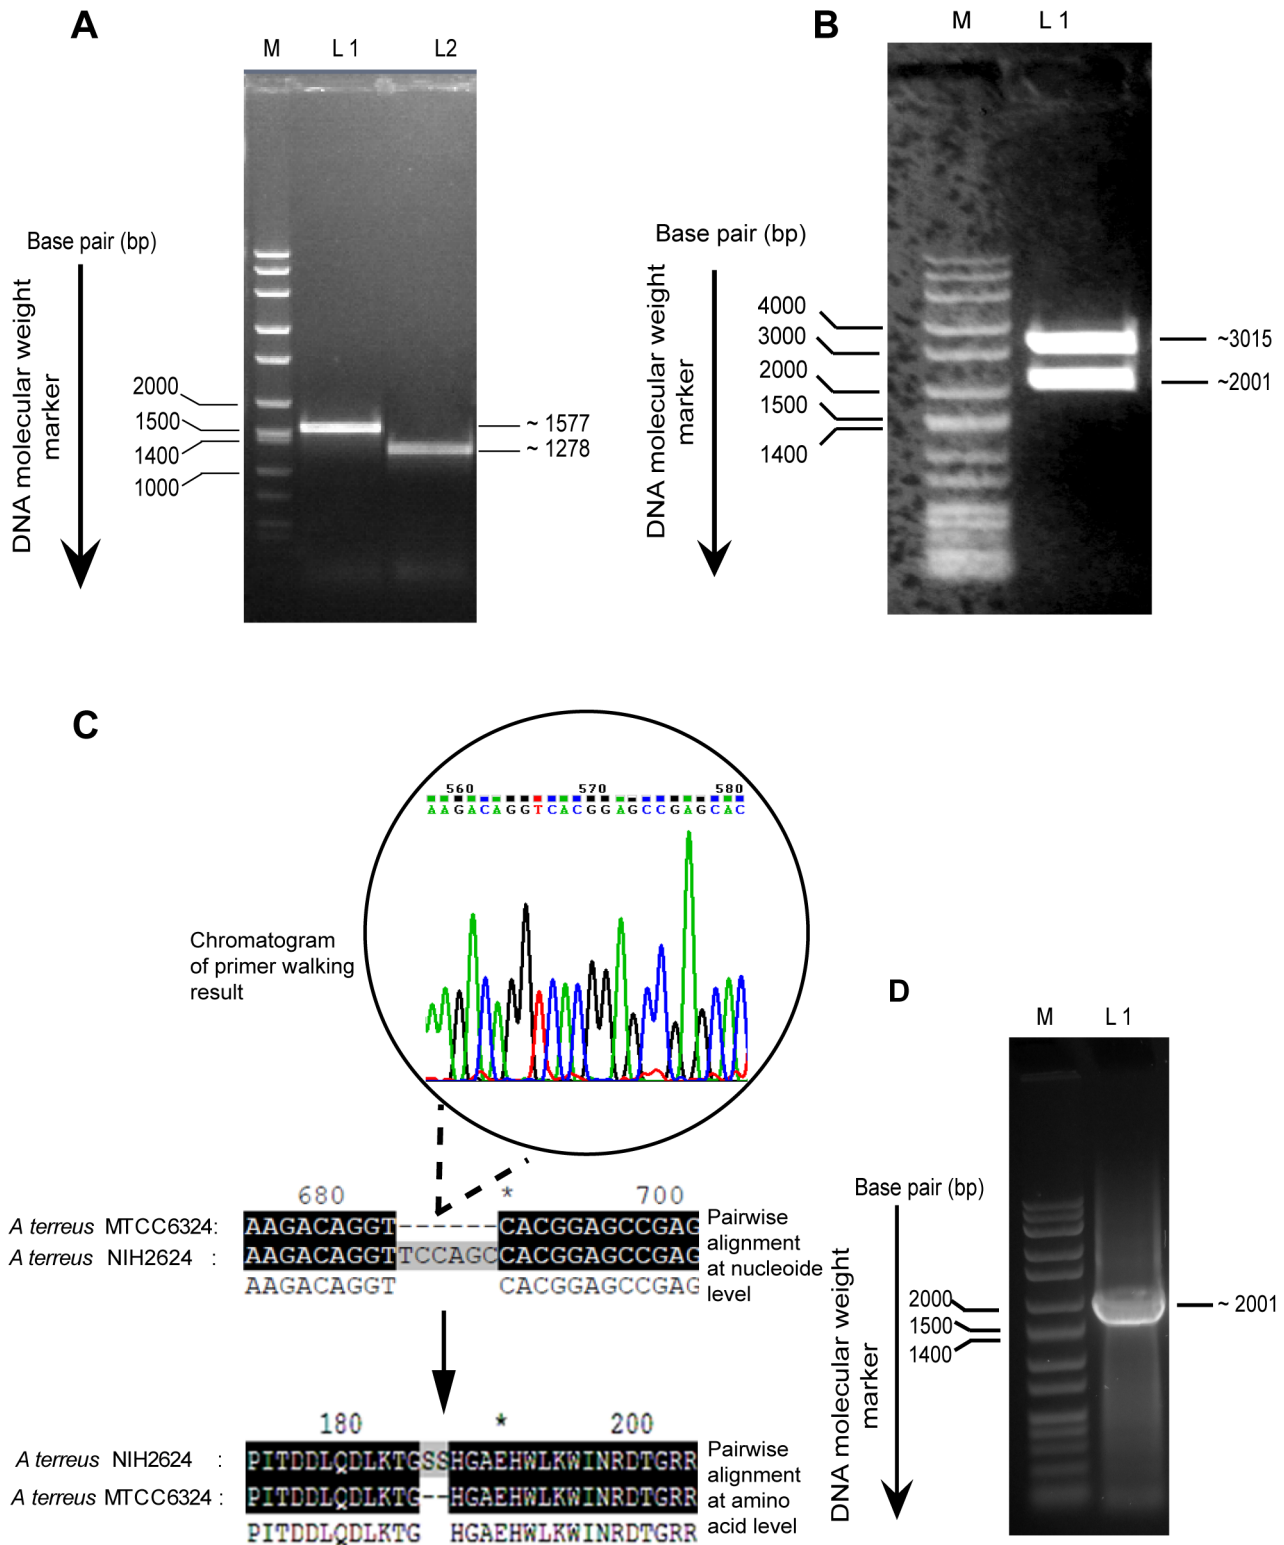 A
M L 1 L2
Base pair (bp)
DNA molecular weight
marker
2000
1500
1400
1000
~ 1577
~ 1278
B
M L 1
Base pair (bp)
DNA molecular weight
marker
4000
3000
2000
1500
1400
~3015
~2001
C
560 570 580
AAGACAGGTCACGGAGCCGAGCAC
Chromatogram
of primer walking
result
680 * 700
A terreus MTCC6324: AAGACAGGT------CACGGAGCCGAG
A terreus NIH2624 : AAGACAGGTTCCAGCCACGGAGCCGAG
AAGACAGGT CACGGAGCCGAG
Pairwise
alignment
at nucleoide
level
180 * 200
A terreus NIH2624 : PITDDLQDLKTGSSHGAEHWLKWINRDTGRR
A terreus MTCC6324 : PITDDLQDLKTG--HGAEHWLKWINRDTGRR
PITDDLQDLKTG HGAEHWLKWINRDTGRR
Pairwise
alignment
at amino
acid level
D
M L 1
Base pair (bp)
DNA molecular weight
marker
2000
1500
1400
~ 2001